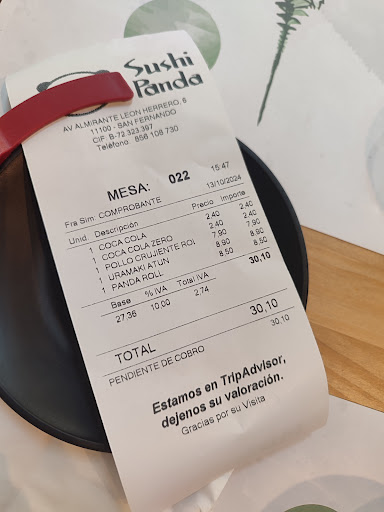 Sushi
Panda
AV ALMIRANTE LEON HERRERO, 6
11100 - SAN FERNANDO
CIF: B-72.323.397
Teléfono : 856 108 730
MESA: 022 15:47
Fra Sim. COMPROBANTE 13/10/2024
Unid Descripción Precio Importe
1 COCA COLA 2,40 2,40
1 COCA COLA ZERO 2,40 2,40
1 POLLO CRUJIENTE ROI 7,90 7,90
1 URAMAKI ATUN 8,90 8,90
1 PANDA ROLL 8,50 8,50
30,10
Base % IVA Total IVA
27,36 10,00 2,74
TOTAL 30,10
PENDIENTE DE COBRO 30,10
Estamos en TripAdvisor,
dejenos su valoración.
Gracias por su Visita